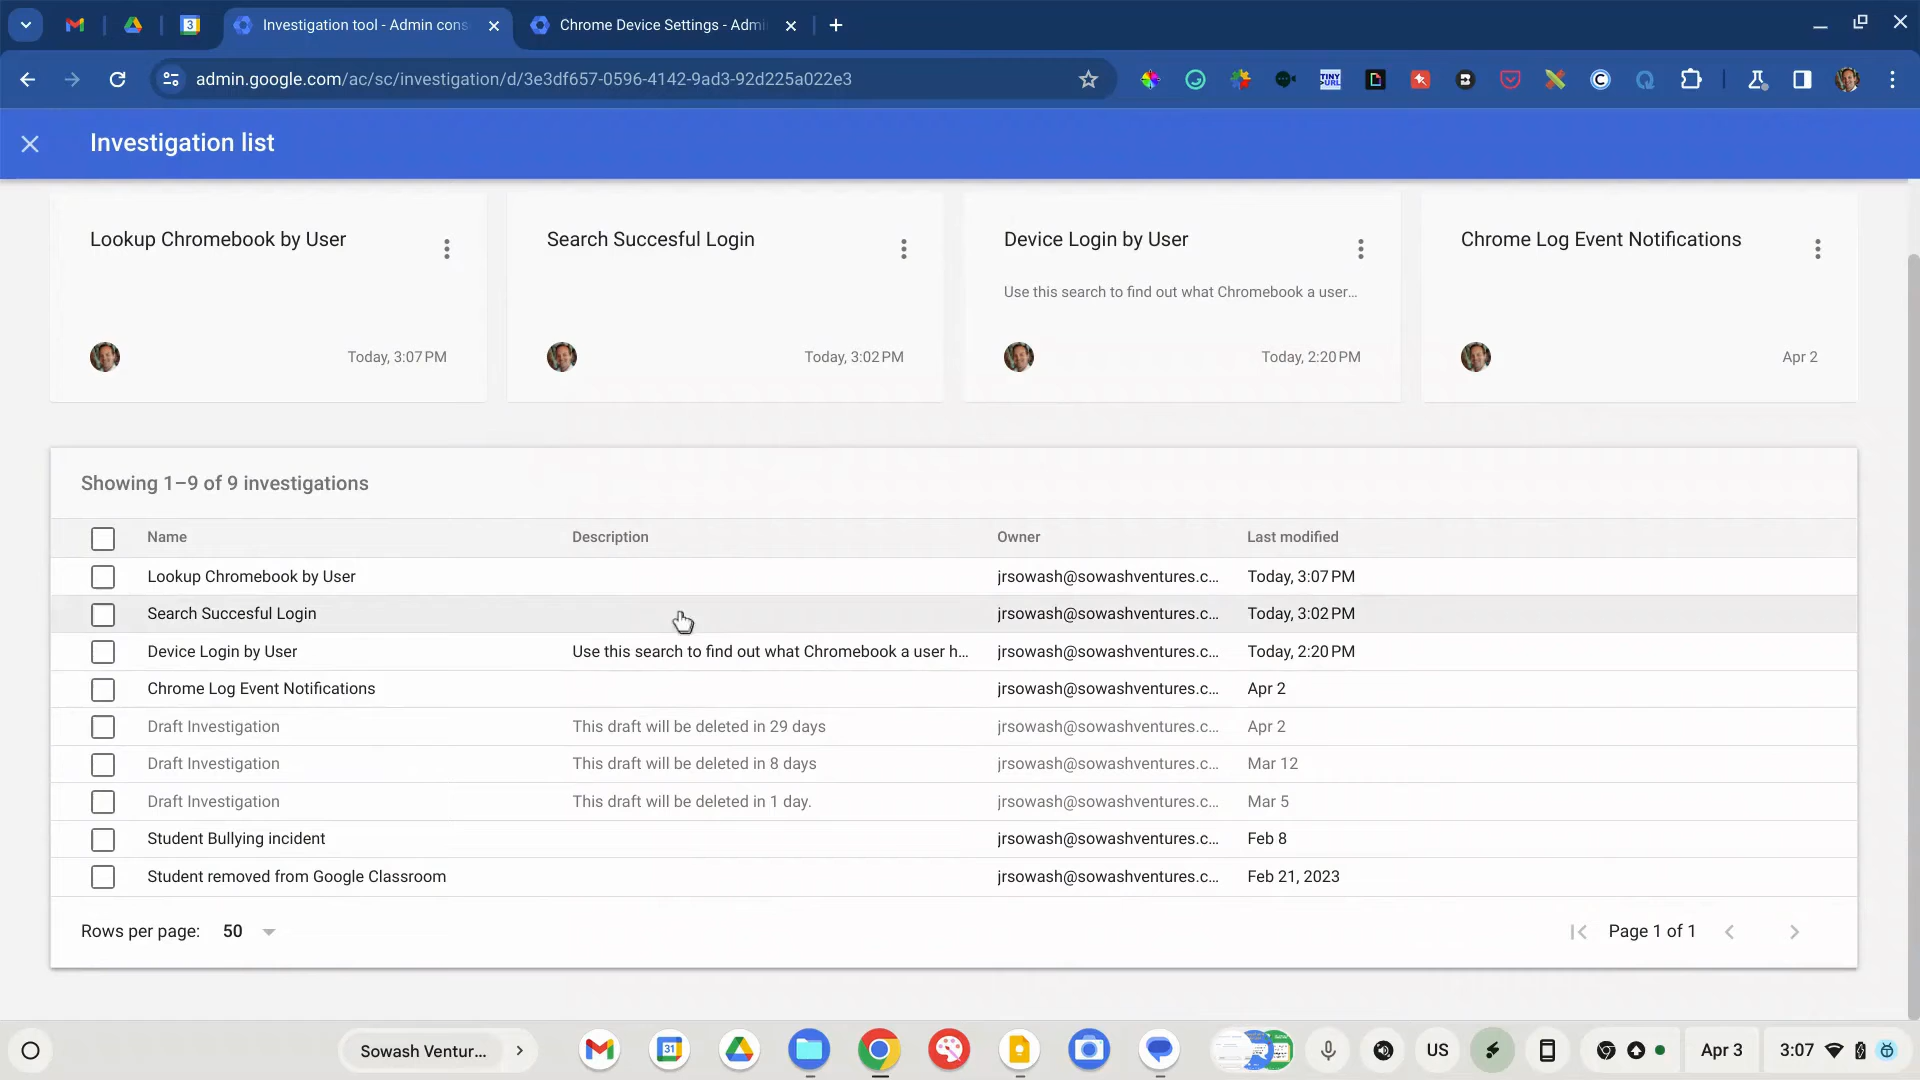 3
Investigation tool - Admin cons
Chrome Device Settings - Admi
admin.google.com/ac/sc/investigation/d/3e3df657-0596-4142-9ad3-92d225a022e3
TINY
URL
Investigation list
Lookup Chromebook by User
Today, 3:07 PM
Search Succesful Login
Today, 3:02 PM
Device Login by User
Use this search to find out what Chromebook a user...
Today, 2:20 PM
Chrome Log Event Notifications
Apr 2
Showing 1–9 of 9 investigations
Name Description Owner Last modified
Lookup Chromebook by User jrsowash@sowashventures.c... Today, 3:07 PM
Search Succesful Login jrsowash@sowashventures.c... Today, 3:02 PM
Device Login by User Use this search to find out what Chromebook a user h... jrsowash@sowashventures.c... Today, 2:20 PM
Chrome Log Event Notifications jrsowash@sowashventures.c... Apr 2
Draft Investigation This draft will be deleted in 29 days jrsowash@sowashventures.c... Apr 2
Draft Investigation This draft will be deleted in 8 days jrsowash@sowashventures.c... Mar 12
Draft Investigation This draft will be deleted in 1 day. jrsowash@sowashventures.c... Mar 5
Student Bullying incident jrsowash@sowashventures.c... Feb 8
Student removed from Google Classroom jrsowash@sowashventures.c... Feb 21, 2023
Rows per page: 50 Page 1 of 1
Sowash Ventur... 31 US Apr 3 3:07